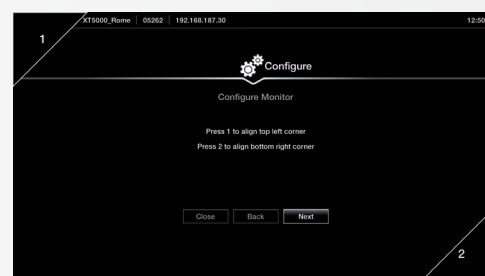 XT5000_Rome | 05262 | 192.168.187.30 12:50
1
Configure
Configure Monitor
Press 1 to align top left corner
Press 2 to align bottom right corner
Close Back Next
2